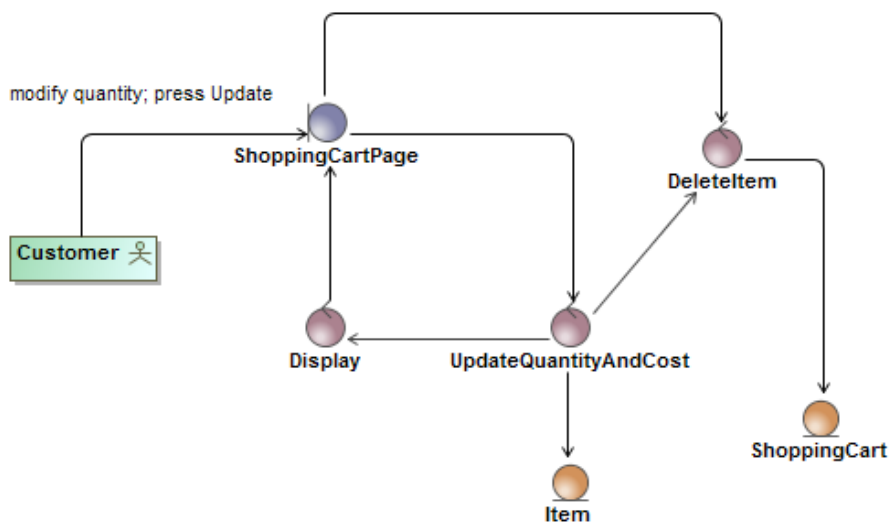 modify quantity; press Update
ShoppingCartPage
DeleteItem
Customer
Display
UpdateQuantityAndCost
ShoppingCart
Item